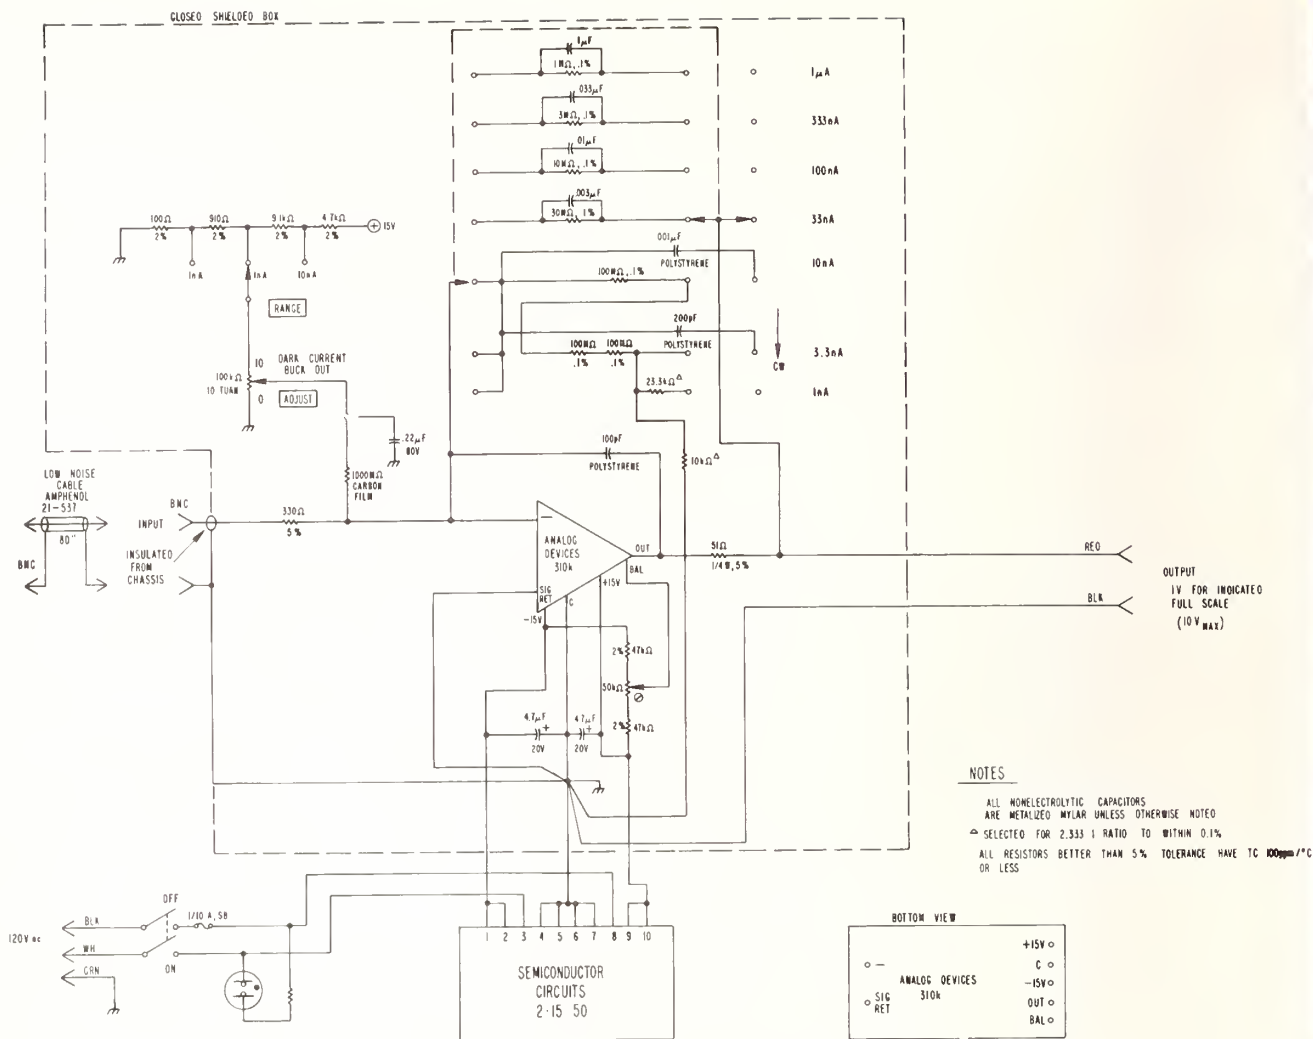 CLOSED SHIELDED BOX
1µF
1MΩ, .1%
1µA
.033µF
3MΩ, .1%
333nA
.01µF
10MΩ, .1%
100nA
.003µF
30MΩ, .1%
33nA
100Ω
2%
910Ω
2%
9.1kΩ
2%
4.7kΩ
2%
+ 15V
.1nA
1nA
10nA
RANGE
.001µF
POLYSTYRENE
10nA
100MΩ, .1%
200pF
POLYSTYRENE
100MΩ
.1%
100MΩ
.1%
3.3nA
CW
23.3kΩ△
1nA
10
DARK CURRENT
BUCK OUT
100kΩ
10 TURN
0
ADJUST
.22µF
80V
100pF
POLYSTYRENE
10kΩ△
1000MΩ
CARBON
FILM
LOW NOISE
CABLE
AMPHENOL
21-537
80"
BNC
BNC
INPUT
INSULATED
FROM
CHASSIS
330Ω
5%
−
ANALOG
DEVICES
310k
SIG
RET
-15V
C
+15V
OUT
BAL
51Ω
1/4W, 5%
RED
BLK
OUTPUT
1V FOR INDICATED
FULL SCALE
(10 V MAX)
2% 47kΩ
50kΩ
2% 47kΩ
4.7µF
+
20V
4.7µF
+
20V
NOTES
ALL NONELECTROLYTIC CAPACITORS
ARE METALIZED MYLAR UNLESS OTHERWISE NOTED
△ SELECTED FOR 2.333 1 RATIO TO WITHIN 0.1%
ALL RESISTORS BETTER THAN 5% TOLERANCE HAVE TC 100ppm/°C
OR LESS
120V ac
BLK
OFF
1/10 A, SB
WH
ON
GRN
1 2 3 4 5 6 7 8 9 10
SEMICONDUCTOR
CIRCUITS
2·15 50
BOTTOM VIEW
−
SIG
RET
ANALOG DEVICES
310k
+15V
C
-15V
OUT
BAL